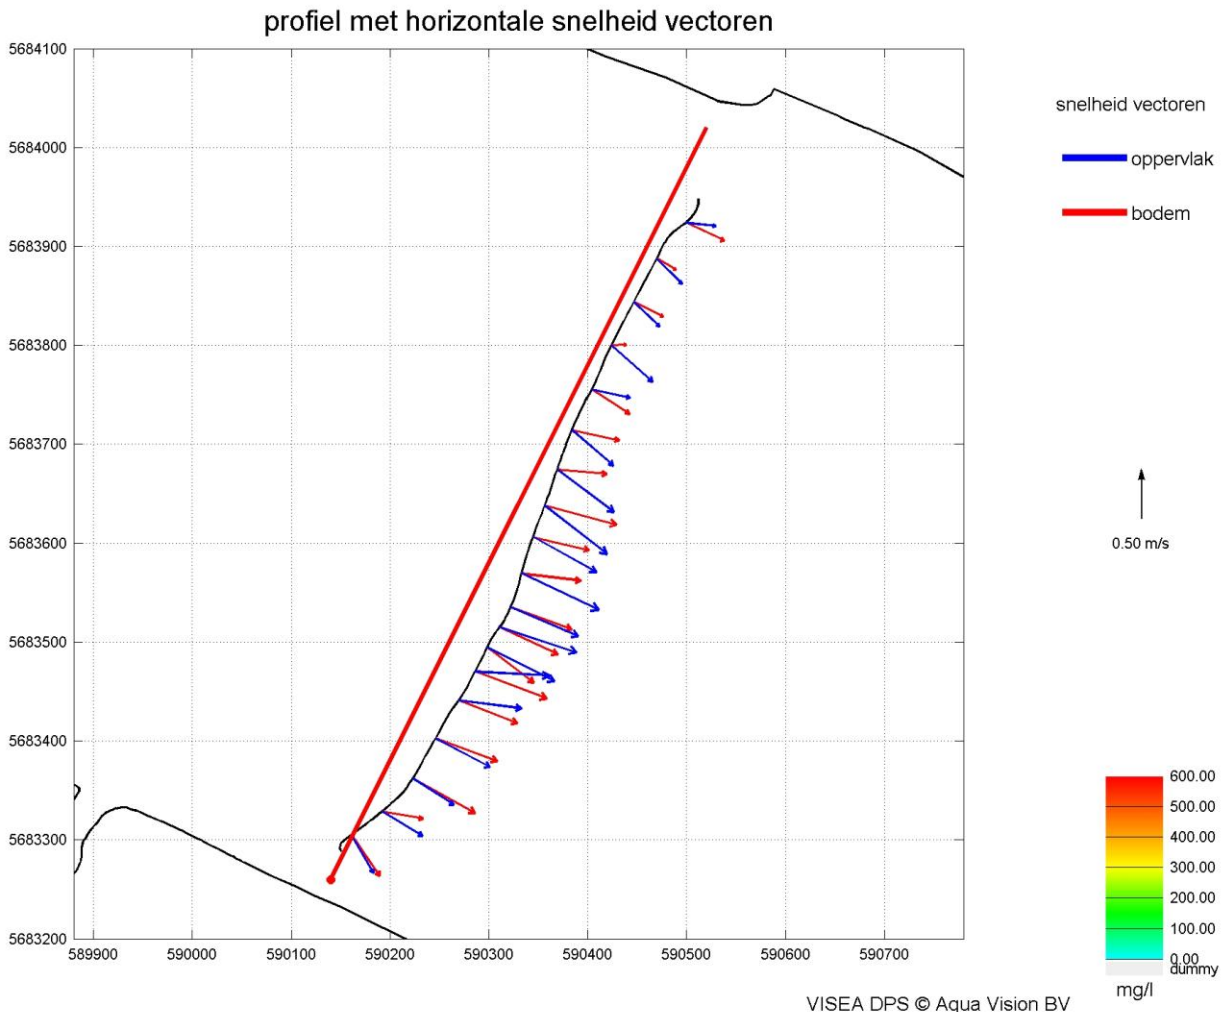 profiel met horizontale snelheid vectoren
5684100
5684000
5683900
5683800
5683700
5683600
5683500
5683400
5683300
5683200
589900 590000 590100 590200 590300 590400 590500 590600 590700
snelheid vectoren
oppervlak
bodem
0.50 m/s
600.00
500.00
400.00
300.00
200.00
100.00
0.00
dummy
mg/l
VISEA DPS © Aqua Vision BV